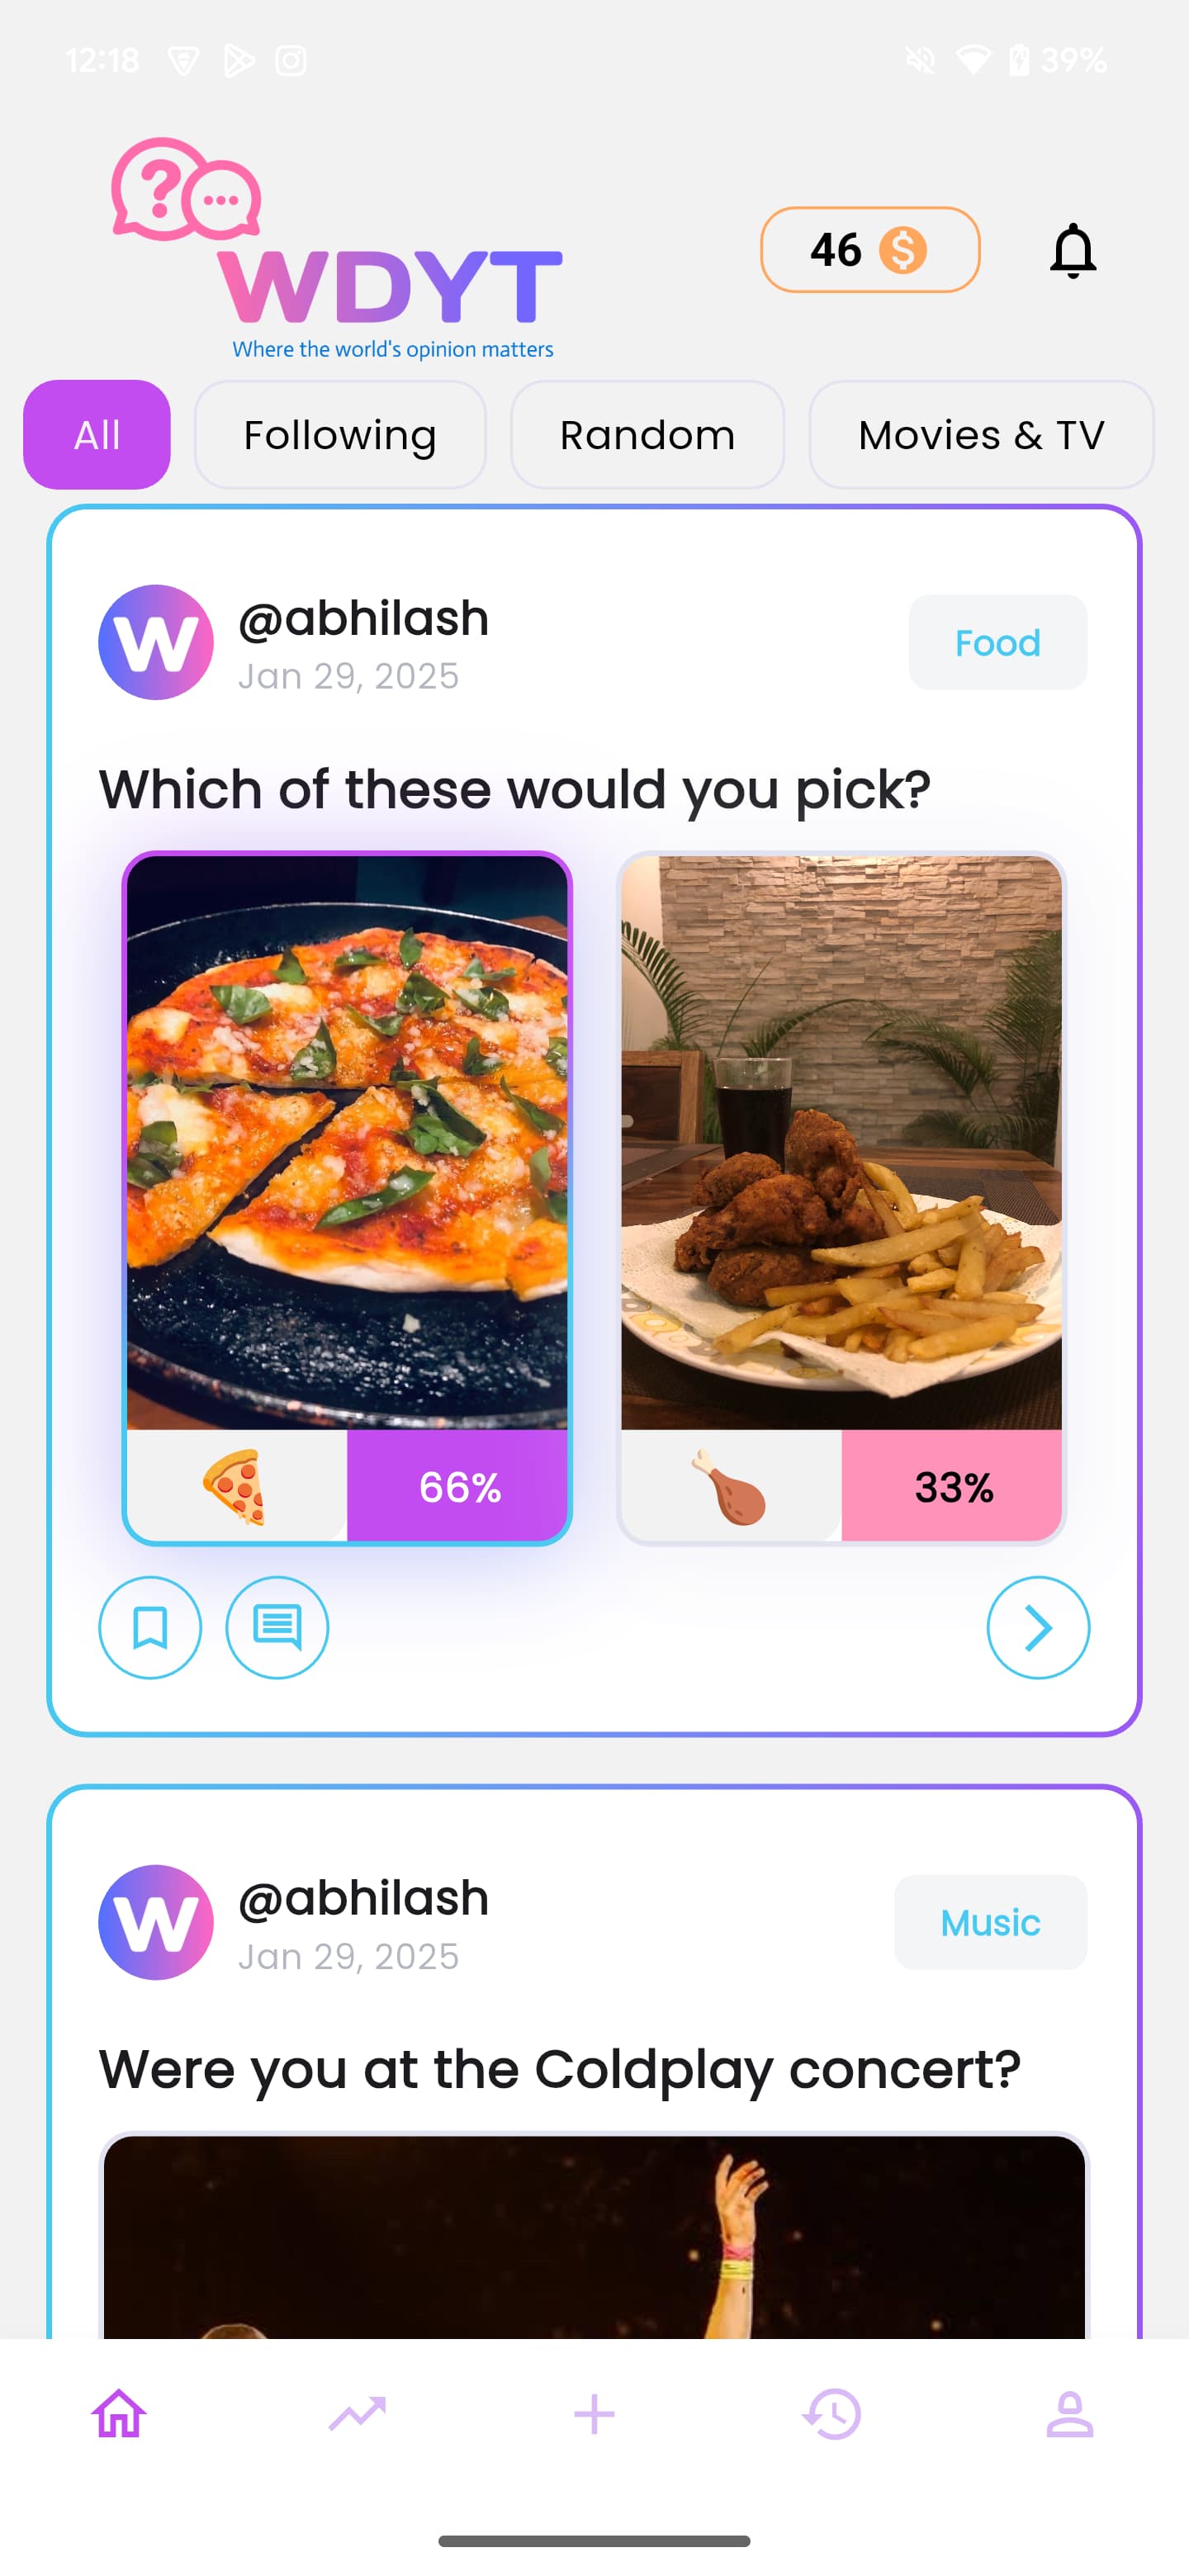 12:18
39%
WDYT
Where the world's opinion matters
46
All Following Random Movies & TV
@abhilash
Jan 29, 2025
Food
Which of these would you pick?
66%
33%
@abhilash
Jan 29, 2025
Music
Were you at the Coldplay concert?